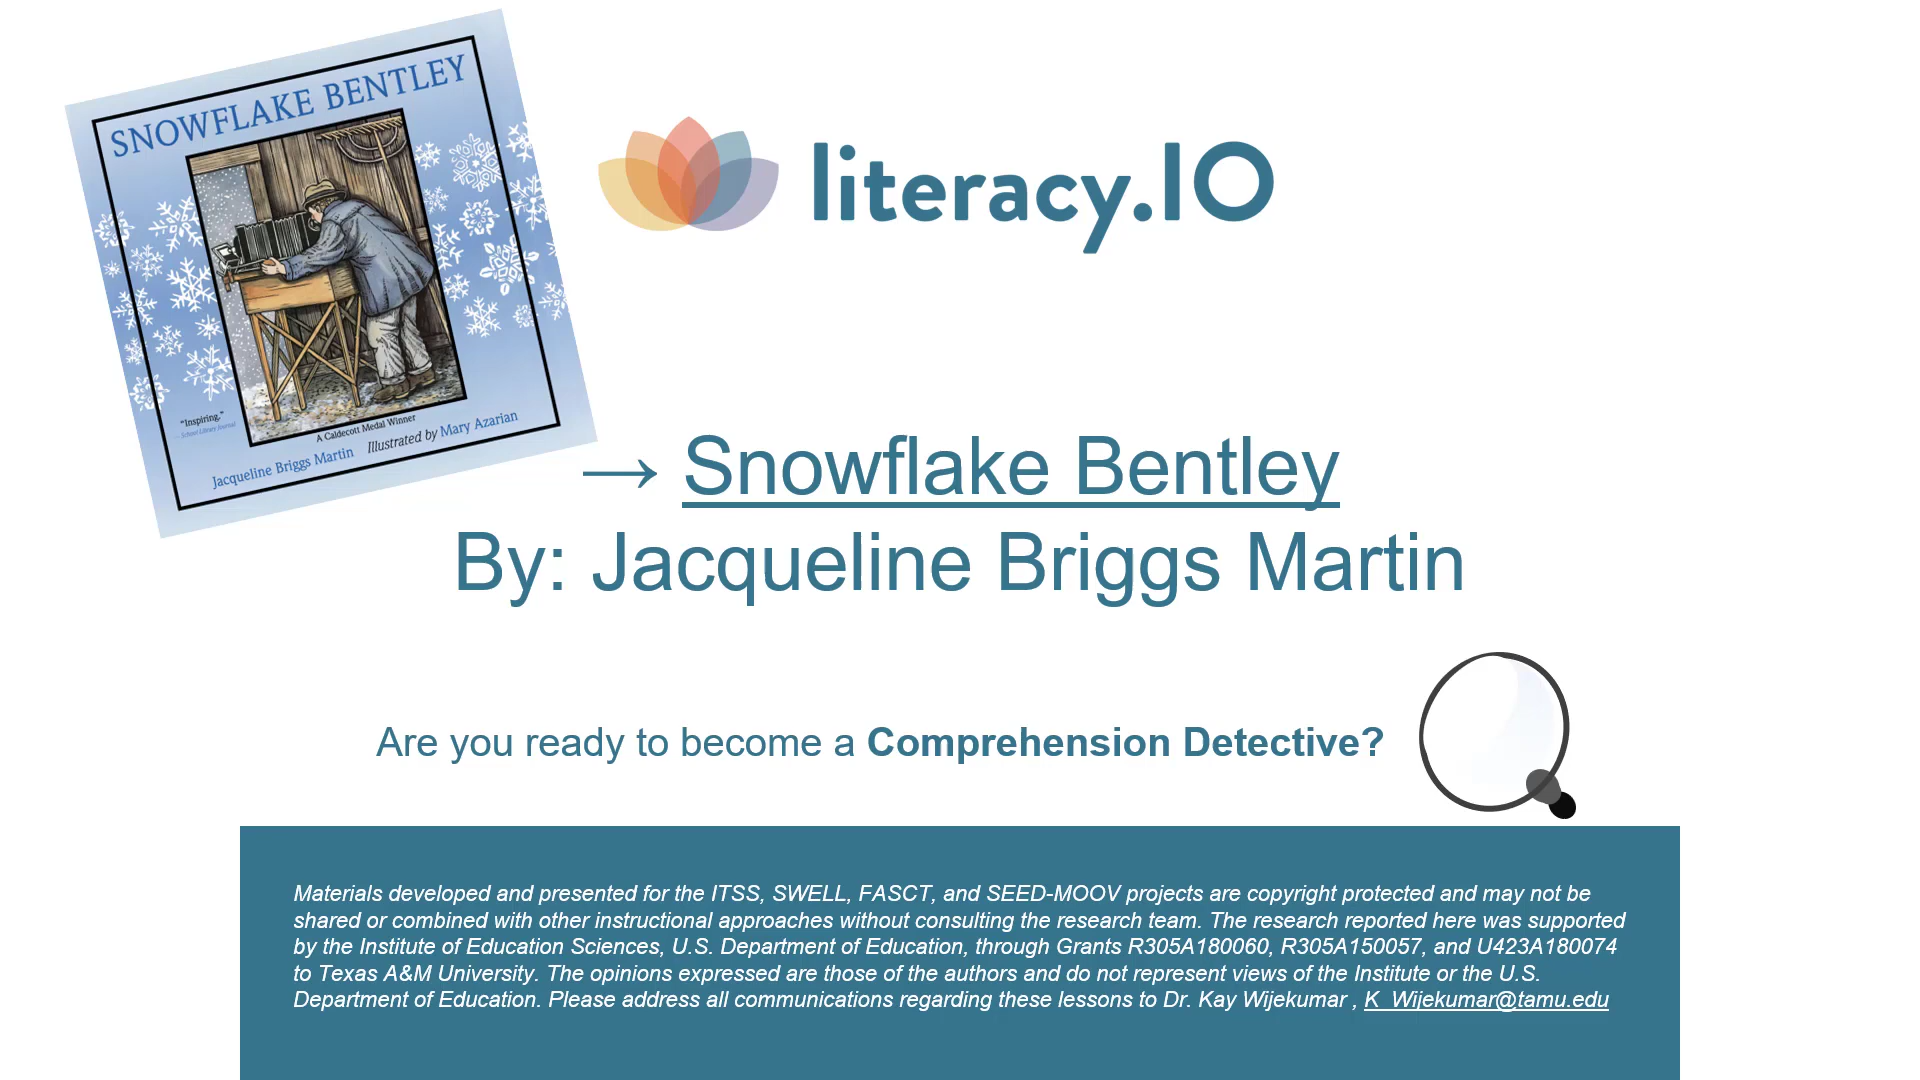 SNOWFLAKE BENTLEY
"Inspiring."
– School Library Journal
A Caldecott Medal Winner
Jacqueline Briggs Martin Illustrated by Mary Azarian
literacy.IO
→ Snowflake Bentley
By: Jacqueline Briggs Martin
Are you ready to become a Comprehension Detective?
Materials developed and presented for the ITSS, SWELL, FASCT, and SEED-MOOV projects are copyright protected and may not be
shared or combined with other instructional approaches without consulting the research team. The research reported here was supported
by the Institute of Education Sciences, U.S. Department of Education, through Grants R305A180060, R305A150057, and U423A180074
to Texas A&M University. The opinions expressed are those of the authors and do not represent views of the Institute or the U.S.
Department of Education. Please address all communications regarding these lessons to Dr. Kay Wijekumar , K_Wijekumar@tamu.edu